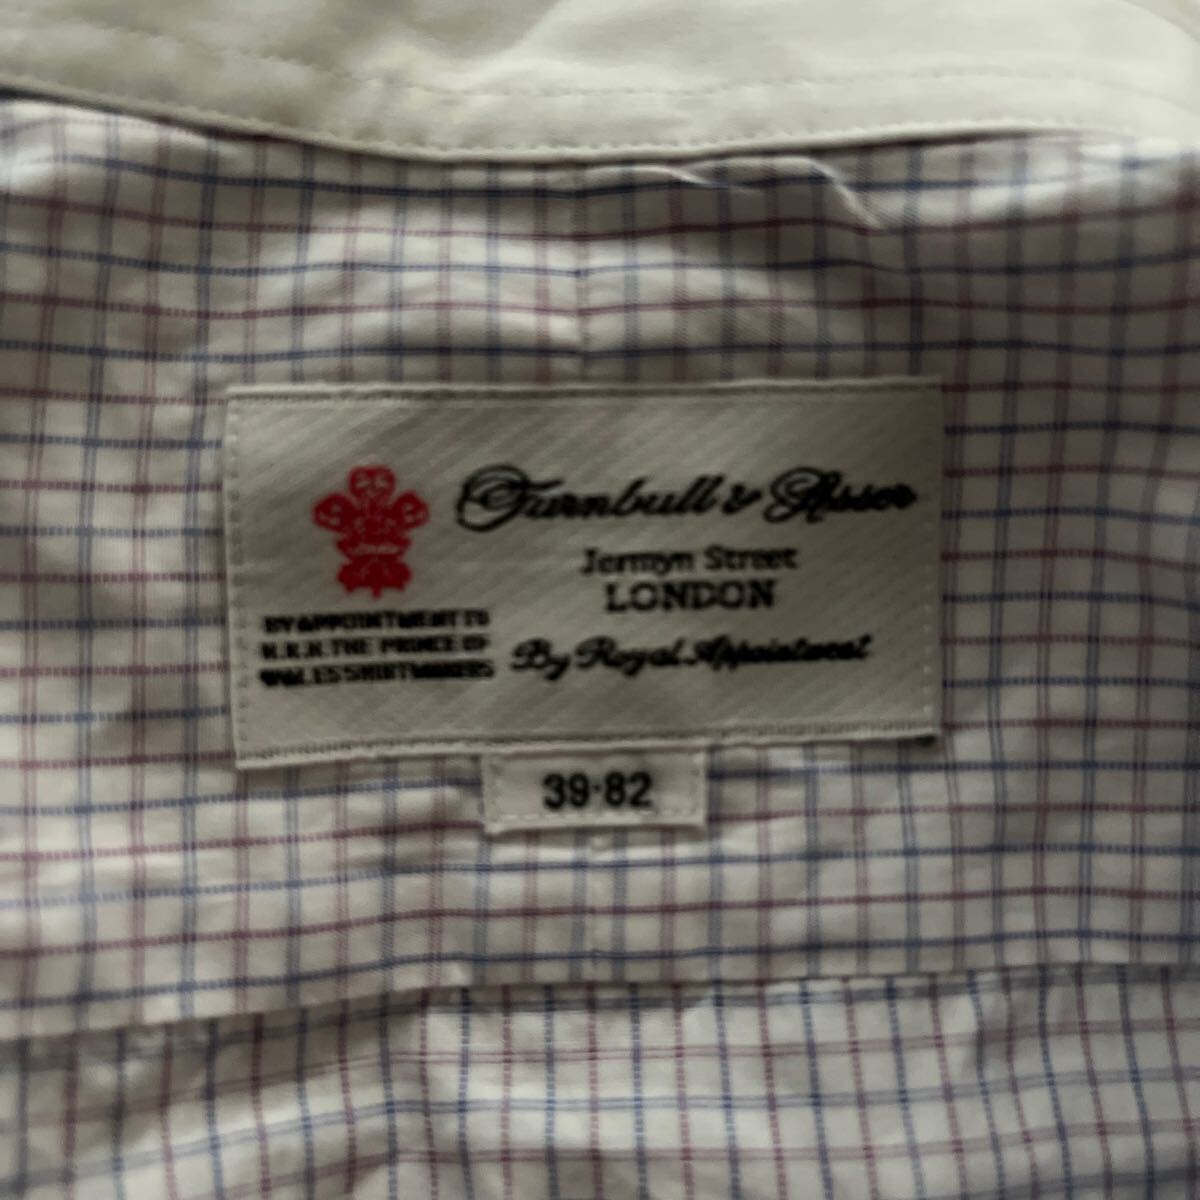 Turnbull & Asser
Jermyn Street
LONDON
By Royal Appointment
BY APPOINTMENT TO
H.R.H. THE PRINCE OF
WALES SHIRTMAKERS
39·82